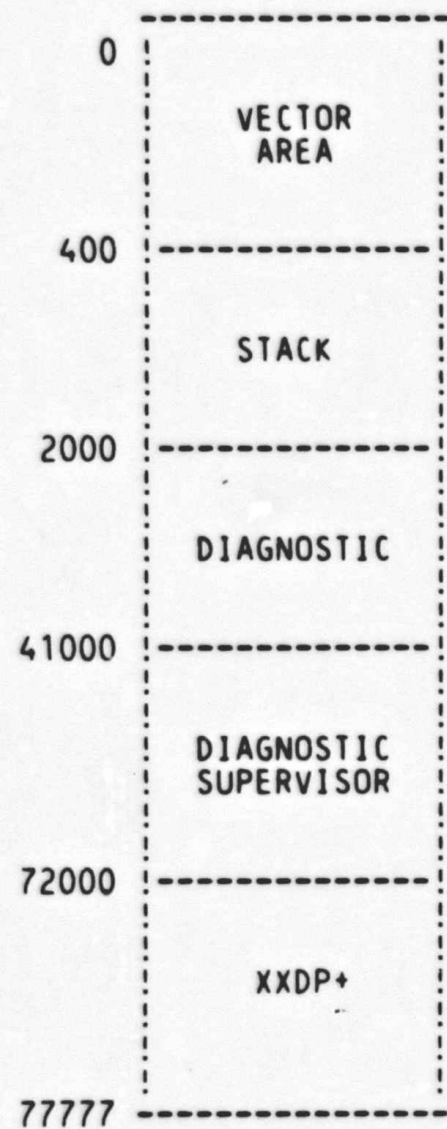 0
VECTOR
AREA
400
STACK
2000
DIAGNOSTIC
41000
DIAGNOSTIC
SUPERVISOR
72000
XXDP+
77777